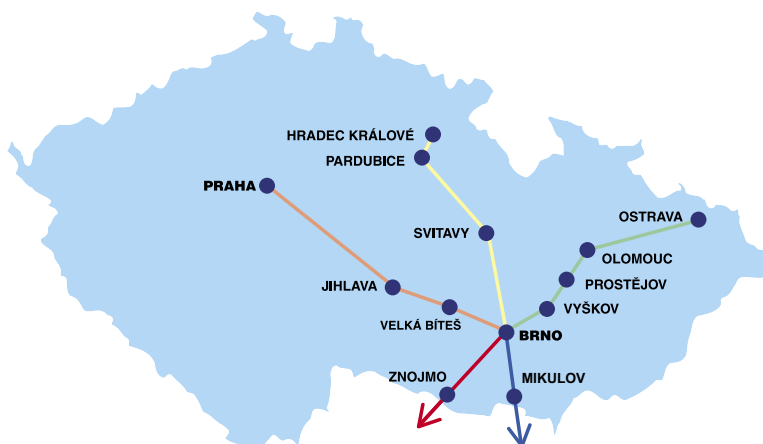 HRADEC KRÁLOVÉ
PARDUBICE
PRAHA
OSTRAVA
SVITAVY
OLOMOUC
PROSTĚJOV
JIHLAVA
VYŠKOV
VELKÁ BÍTEŠ
BRNO
ZNOJMO
MIKULOV